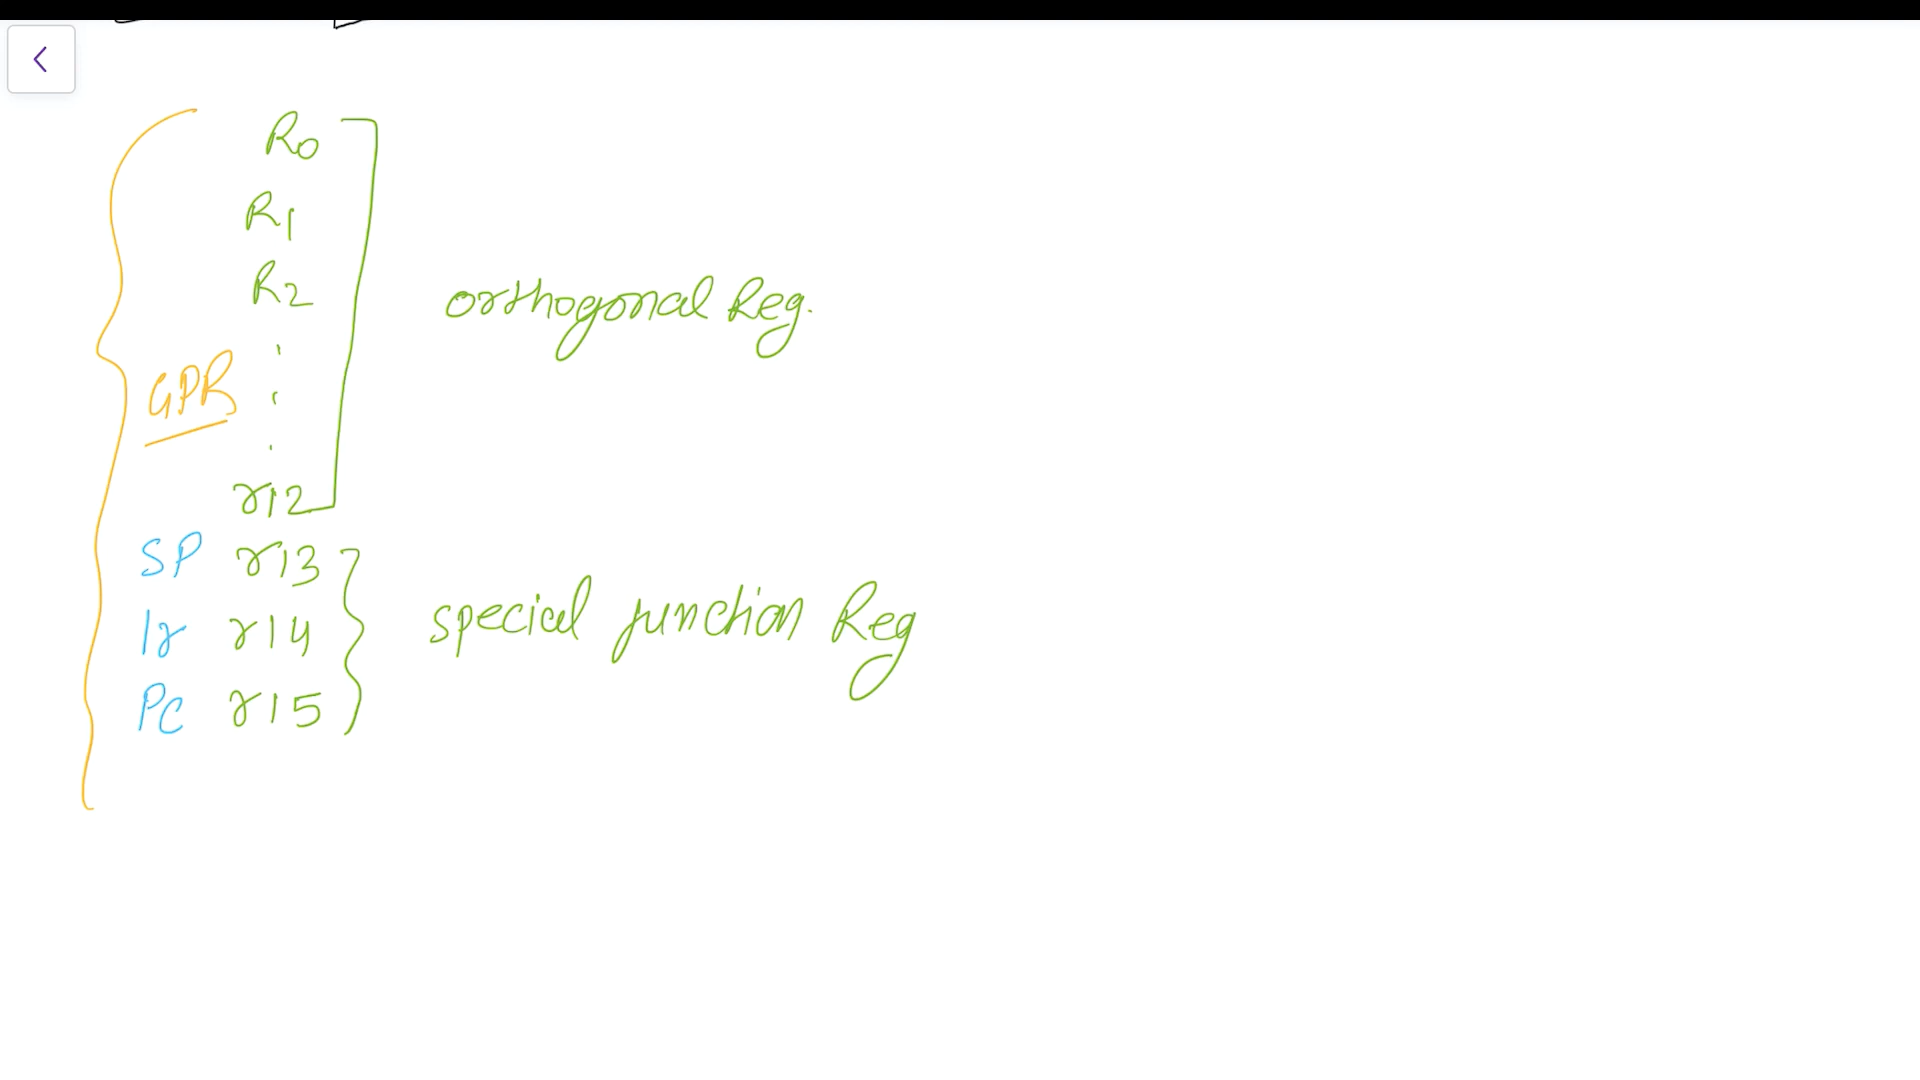 R0
R1
R2
orthogonal Reg.
GPR
r12
SP r13
lr r14
special function Reg
PC r15